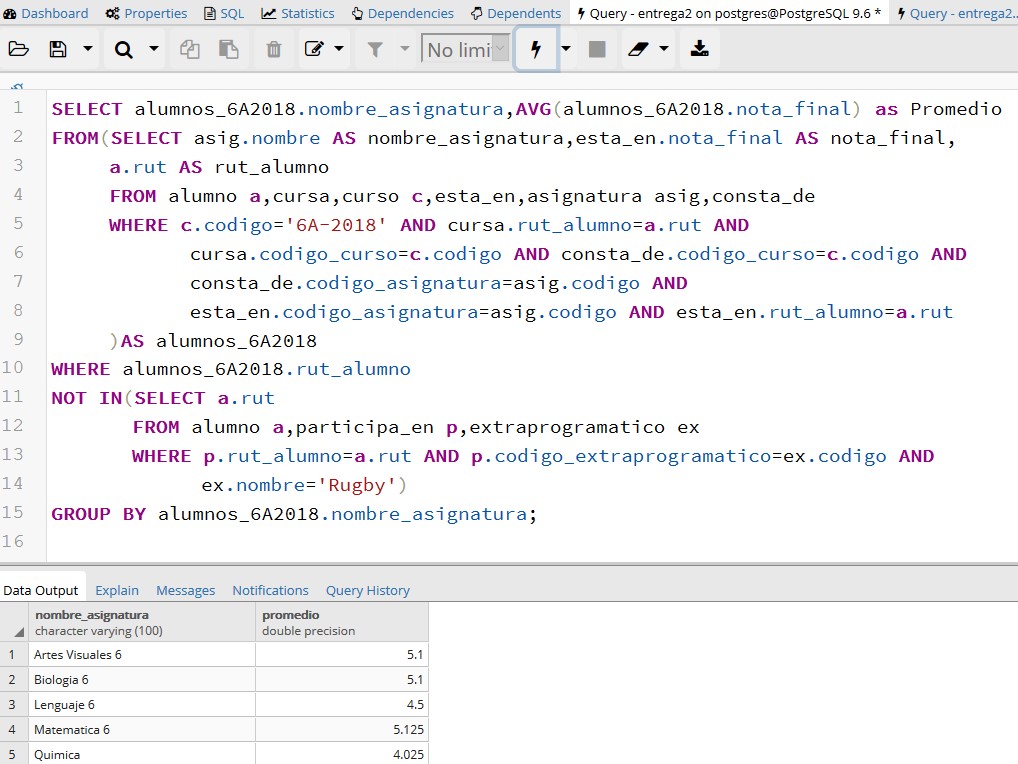 Dashboard Properties SQL Statistics Dependencies Dependents Query - entrega2 on postgres@PostgreSQL 9.6 * Query - entrega2..
No limi
1 SELECT alumnos_6A2018.nombre_asignatura,AVG(alumnos_6A2018.nota_final) as Promedio
2 FROM(SELECT asig.nombre AS nombre_asignatura,esta_en.nota_final AS nota_final,
3 a.rut AS rut_alumno
4 FROM alumno a,cursa,curso c,esta_en,asignatura asig,consta_de
5 WHERE c.codigo='6A-2018' AND cursa.rut_alumno=a.rut AND
6 cursa.codigo_curso=c.codigo AND consta_de.codigo_curso=c.codigo AND
7 consta_de.codigo_asignatura=asig.codigo AND
8 esta_en.codigo_asignatura=asig.codigo AND esta_en.rut_alumno=a.rut
9 )AS alumnos_6A2018
10 WHERE alumnos_6A2018.rut_alumno
11 NOT IN(SELECT a.rut
12 FROM alumno a,participa_en p,extraprogramatico ex
13 WHERE p.rut_alumno=a.rut AND p.codigo_extraprogramatico=ex.codigo AND
14 ex.nombre='Rugby')
15 GROUP BY alumnos_6A2018.nombre_asignatura;
16
Data Output Explain Messages Notifications Query History
nombre_asignatura promedio
character varying (100) double precision
1 Artes Visuales 6 5.1
2 Biologia 6 5.1
3 Lenguaje 6 4.5
4 Matematica 6 5.125
5 Quimica 4.025